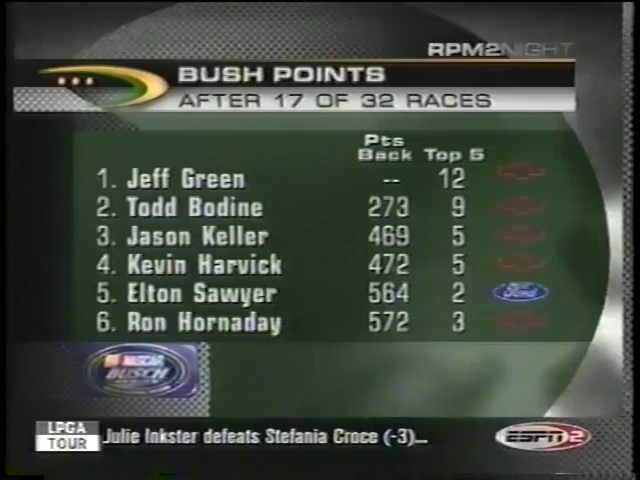 RPM2NIGHT
BUSH POINTS
AFTER 17 OF 32 RACES
Pts
Back Top 5
1. Jeff Green -- 12
2. Todd Bodine 273 9
3. Jason Keller 469 5
4. Kevin Harvick 472 5
5. Elton Sawyer 564 2 Ford
6. Ron Hornaday 572 3
NASCAR
BUSCH
LPGA
TOUR
Julie Inkster defeats Stefania Croce (-3)...
ESPN2